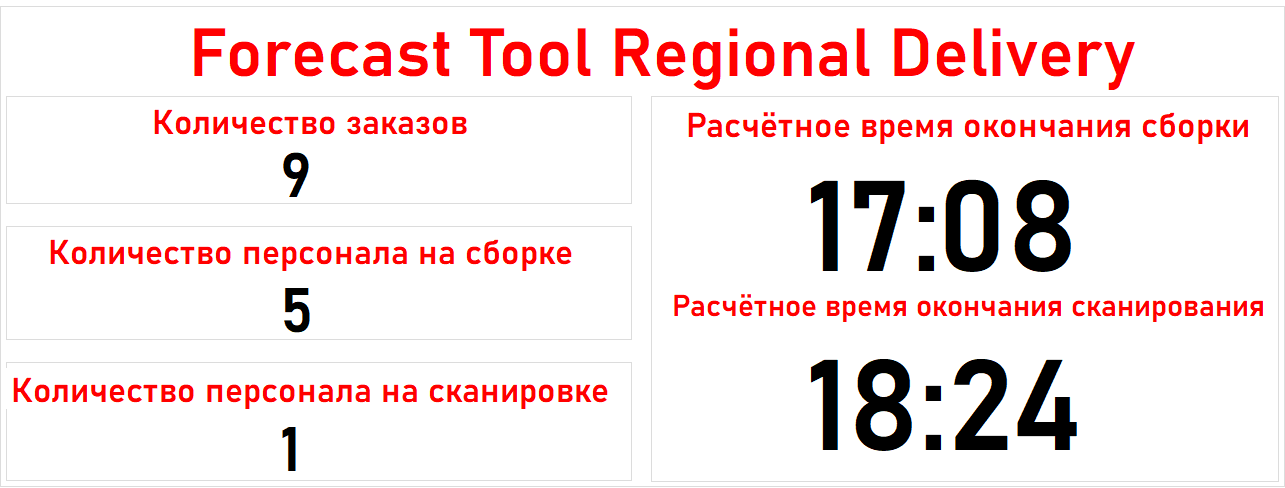 Forecast Tool Regional Delivery
Количество заказов
9
Количество персонала на сборке
5
Количество персонала на сканировке
1
Расчётное время окончания сборки
17:08
Расчётное время окончания сканирования
18:24